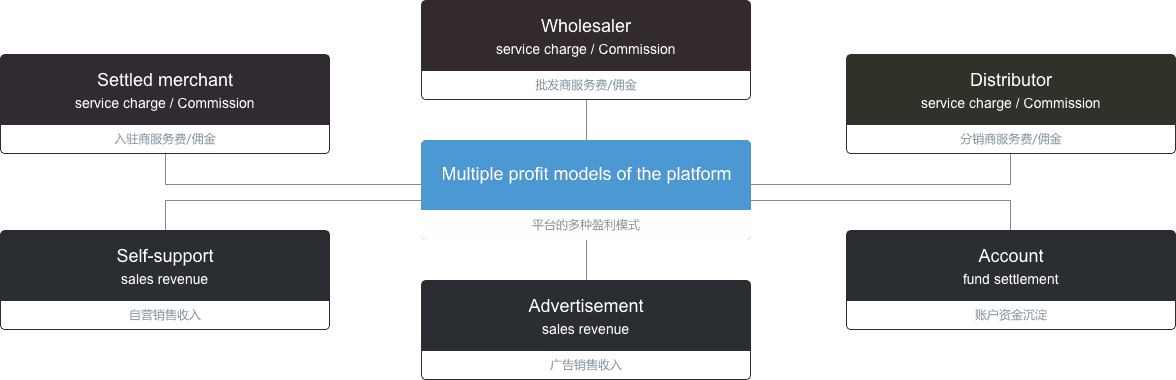 Wholesaler
service charge / Commission
批发商服务费/佣金
Settled merchant
service charge / Commission
入驻商服务费/佣金
Distributor
service charge / Commission
分销商服务费/佣金
Multiple profit models of the platform
平台的多种盈利模式
Self-support
sales revenue
自营销售收入
Advertisement
sales revenue
广告销售收入
Account
fund settlement
账户资金沉淀